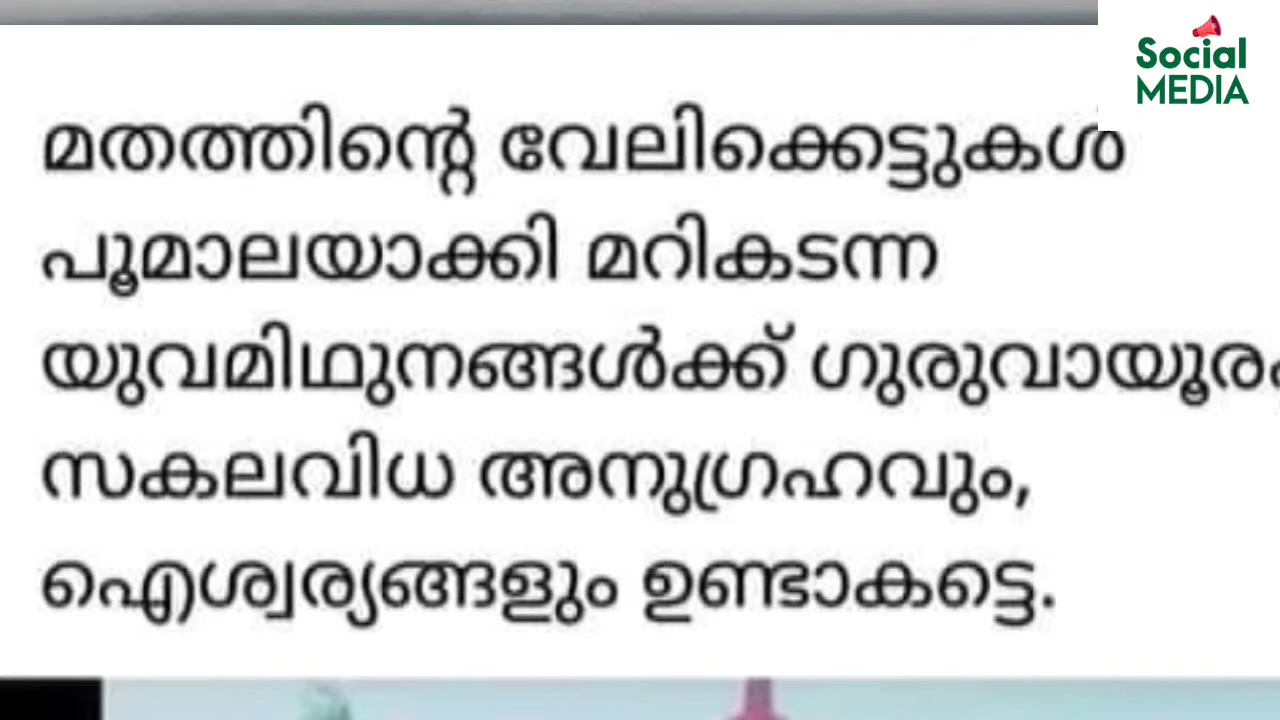 Social
MEDIA
മതത്തിന്റെ വേലിക്കെട്ടുകൾ
പൂമാലയാക്കി മറികടന്ന
യുവമിഥുനങ്ങൾക്ക്
സകലവിധ അനുഗ്രഹവും,
ഐശ്വര്യങ്ങളും ഉണ്ടാകട്ടെ.